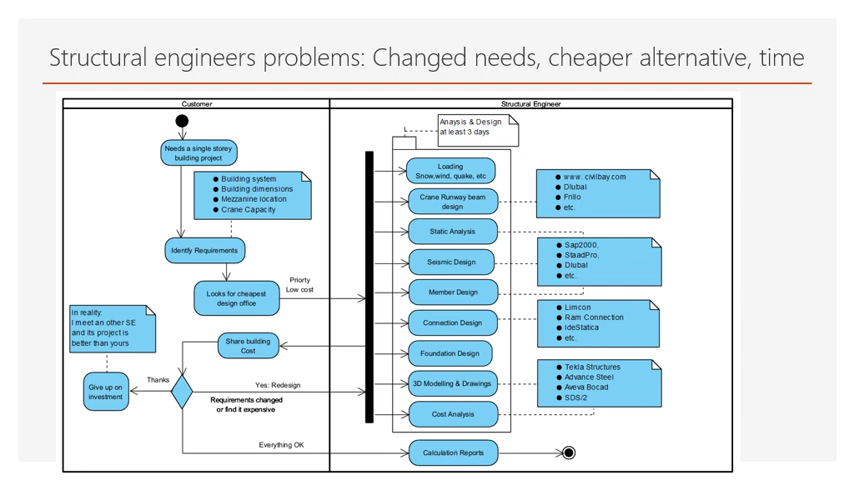 Structural engineers problems: Changed needs, cheaper alternative, time
Customer
Structural Engineer
Needs a single storey
building project
● Building system
● Building dimensions
● Mezzanine location
● Crane Capacity
Identfy Requirements
Looks for cheapest
design office
Priorty
Low cost
In reality:
I meet an other SE
and its project is
better than yours
Share building
Cost
Give up on
investment
Thanks
Yes: Redesign
Requirements changed
or find it expensive
Everything OK
Anaysis & Design
at least 3 days
Loading
Snow,wind, quake, etc
Crane Runway beam
design
Static Analysis
Seismic Design
Member Design
Connection Design
Foundation Design
3D Modelling & Drawings
Cost Analysis
Calculation Reports
● www. civilbay.com
● Dlubal
● Frilo
● etc.
● Sap2000,
● StaadPro,
● Dlubal
● etc.
● Limcon
● Ram Connection
● IdeStatica
● etc.
● Tekla Structures
● Advance Steel
● Aveva Bocad
● SDS/2